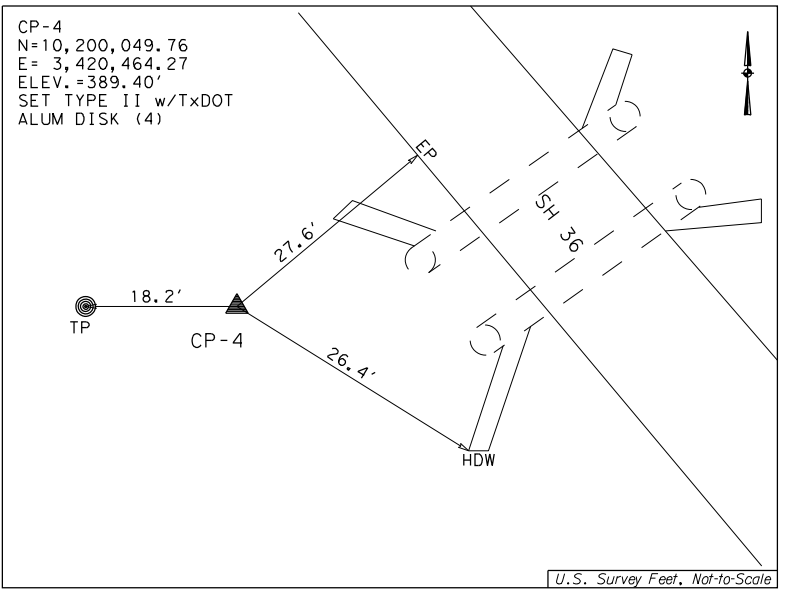 CP-4
N=10,200,049.76
E= 3,420,464.27
ELEV.=389.40'
SET TYPE II w/TxDOT
ALUM DISK (4)
EP
SH 36
27.6'
18.2'
TP
CP-4
26.4'
HDW
U.S. Survey Feet, Not-to-Scale